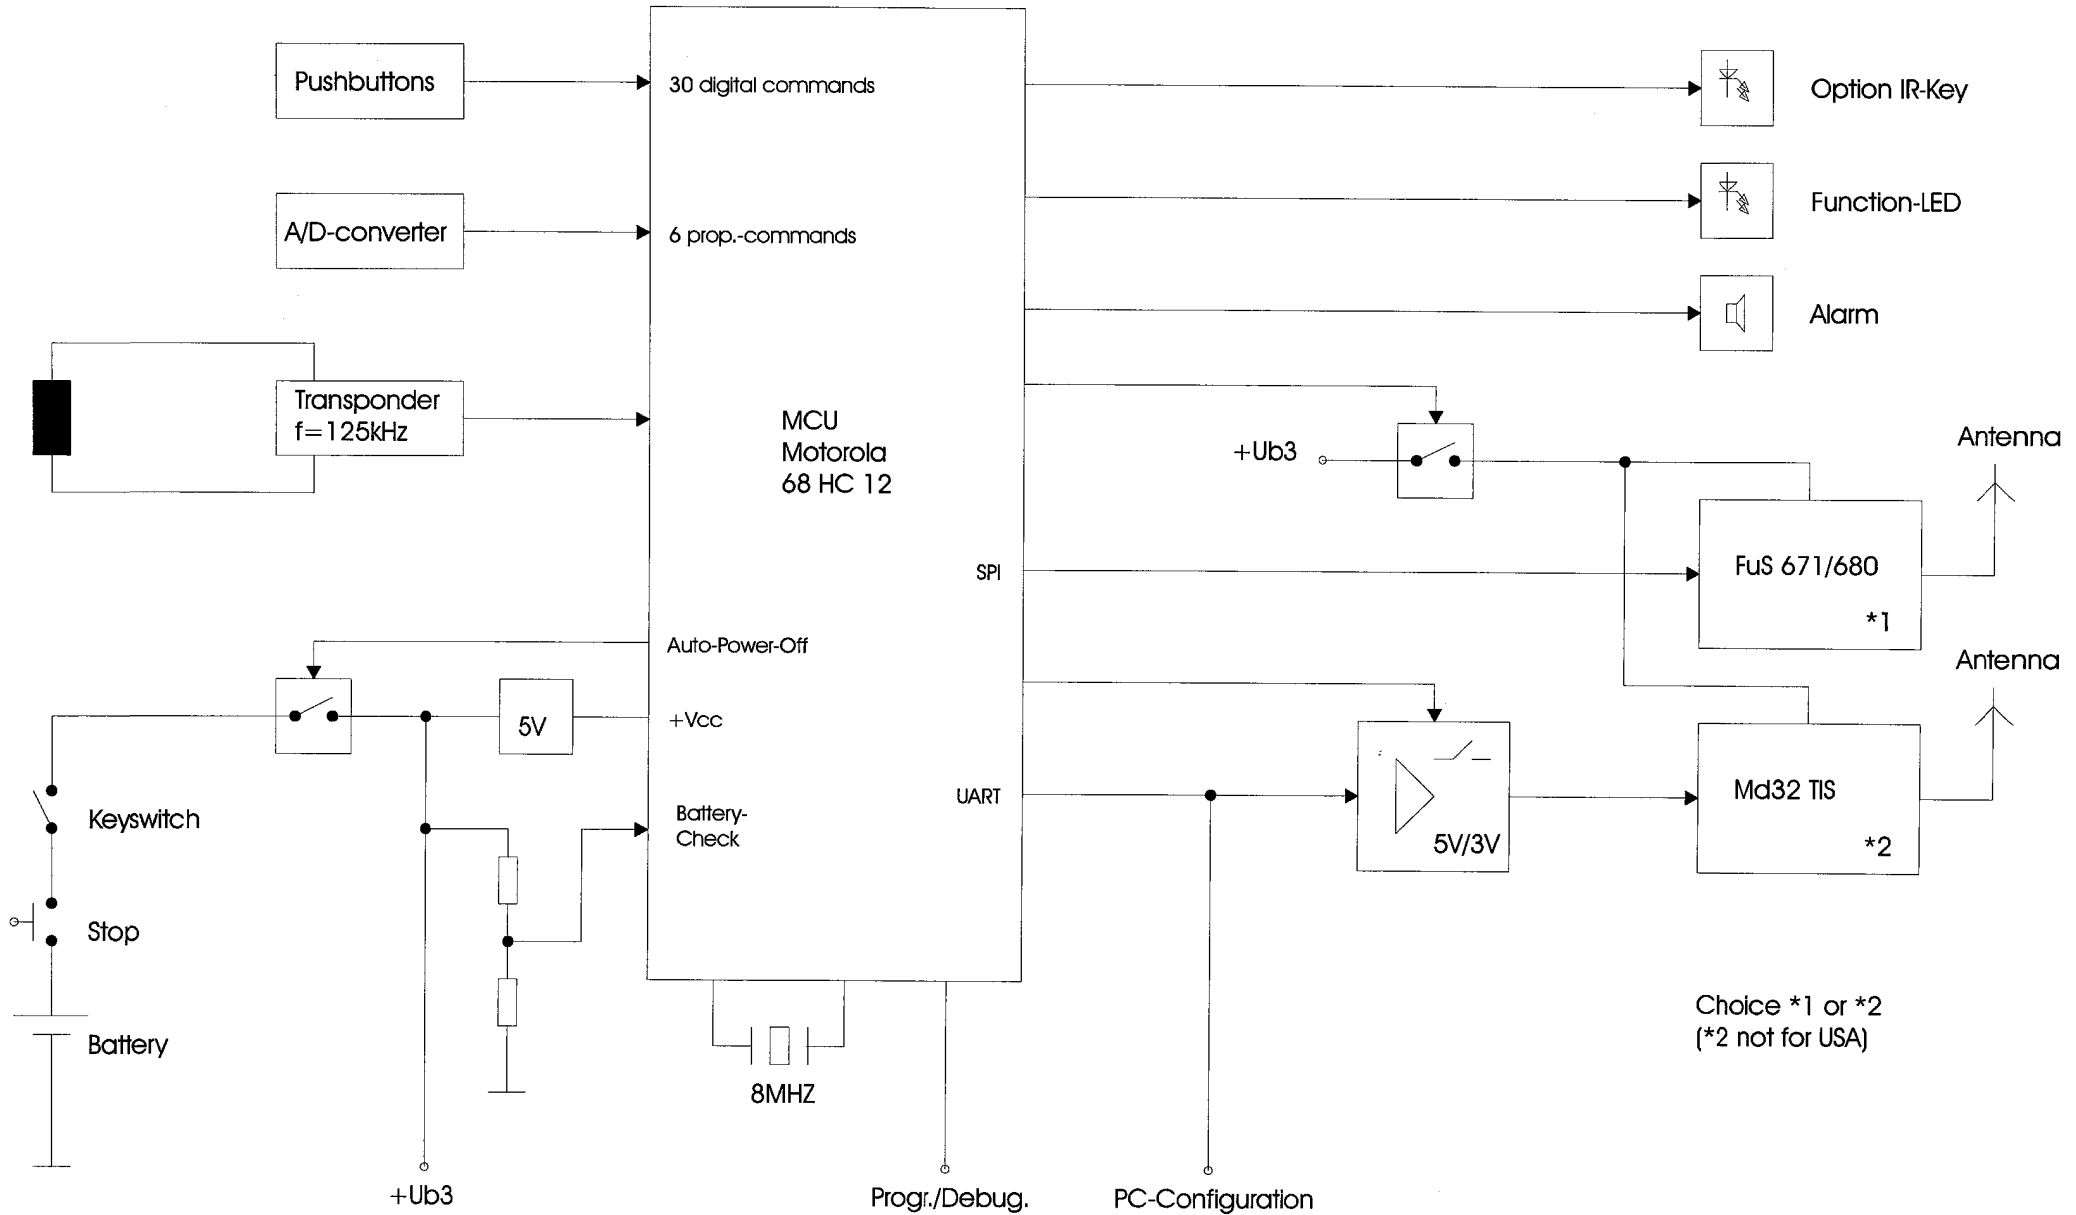 Pushbuttons
30 digital commands
Option IR-Key
A/D-converter
6 prop.-commands
Function-LED
Alarm
Transponder
f=125kHz
MCU
Motorola
68 HC 12
+Ub3
Antenna
SPI
FuS 671/680
*1
Auto-Power-Off
Antenna
5V
+Vcc
Keyswitch
Battery-
Check
UART
5V/3V
Md32 TIS
*2
Stop
Battery
8MHZ
Choice *1 or *2
(*2 not for USA)
+Ub3
Progr./Debug.
PC-Configuration